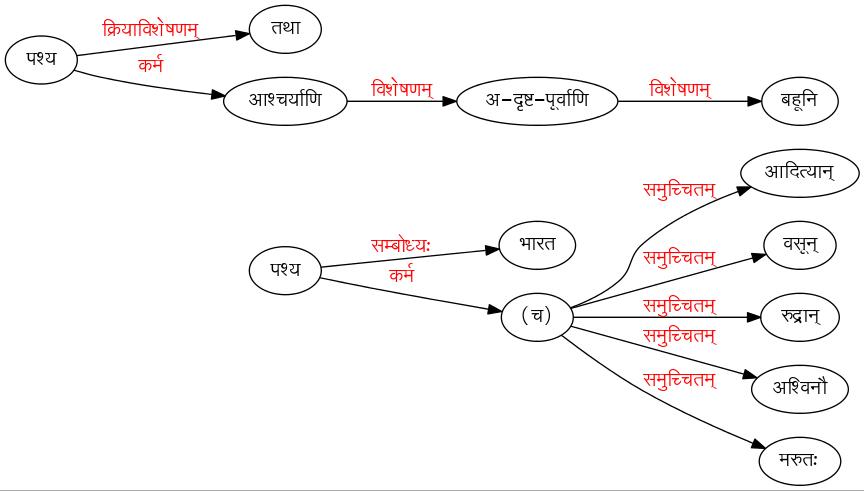 क्रियाविशेषणम्
तथा
पश्य
कर्म
आश्चर्याणि
विशेषणम्
अ-दृष्ट-पूर्वाणि
विशेषणम्
बहूनि
समुच्चितम्
आदित्यान्
पश्य
सम्बोध्यः
भारत
कर्म
(च)
समुच्चितम्
वसून्
समुच्चितम्
रुद्रान्
समुच्चितम्
अश्विनौ
समुच्चितम्
मरुतः